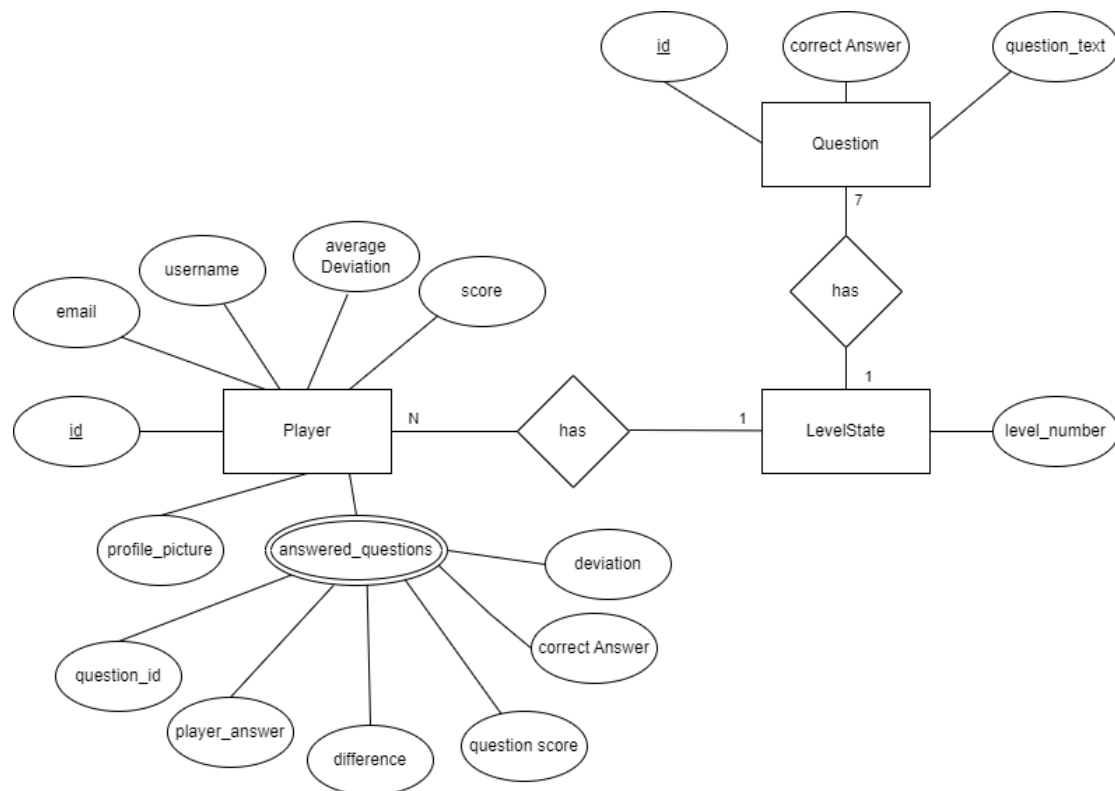 id
correct Answer
question_text
Question
7
has
1
average
Deviation
username
score
email
id
Player
N
has
1
LevelState
level_number
profile_picture
answered_questions
deviation
correct Answer
question_id
player_answer
difference
question score